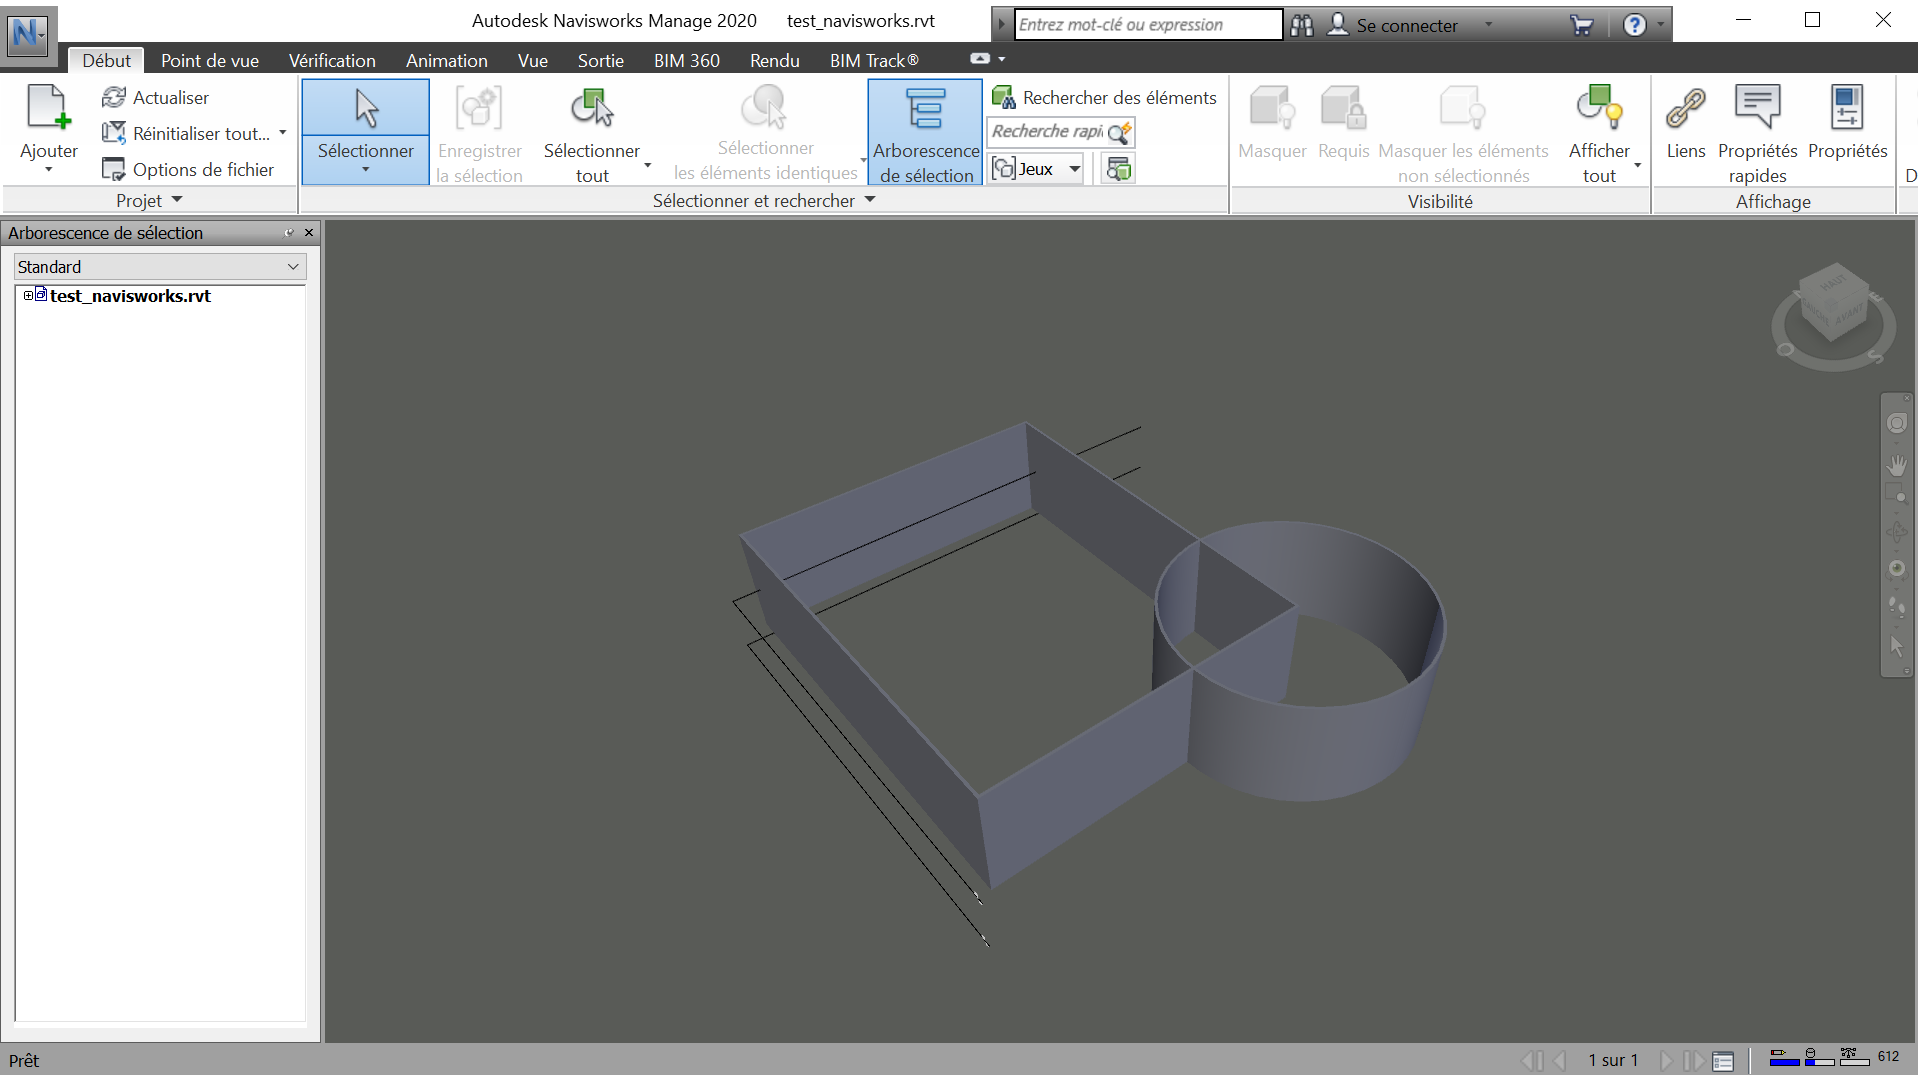 Autodesk Navisworks Manage 2020 test_navisworks.rvt
Entrez mot-clé ou expression
Se connecter
Début Point de vue Vérification Animation Vue Sortie BIM 360 Rendu BIM Track®
Ajouter
Actualiser
Réinitialiser tout...
Options de fichier
Projet
Sélectionner
Enregistrer
la sélection
Sélectionner
tout
Sélectionner
les éléments identiques
Arborescence
de sélection
Rechercher des éléments
Recherche rapi
Jeux
Sélectionner et rechercher
Masquer
Requis
Masquer les éléments
non sélectionnés
Afficher
tout
Visibilité
Liens
Propriétés
rapides
Propriétés
Affichage
D
Arborescence de sélection
Standard
test_navisworks.rvt
HAUT
AVANT
O
S
Prêt
1 sur 1
612